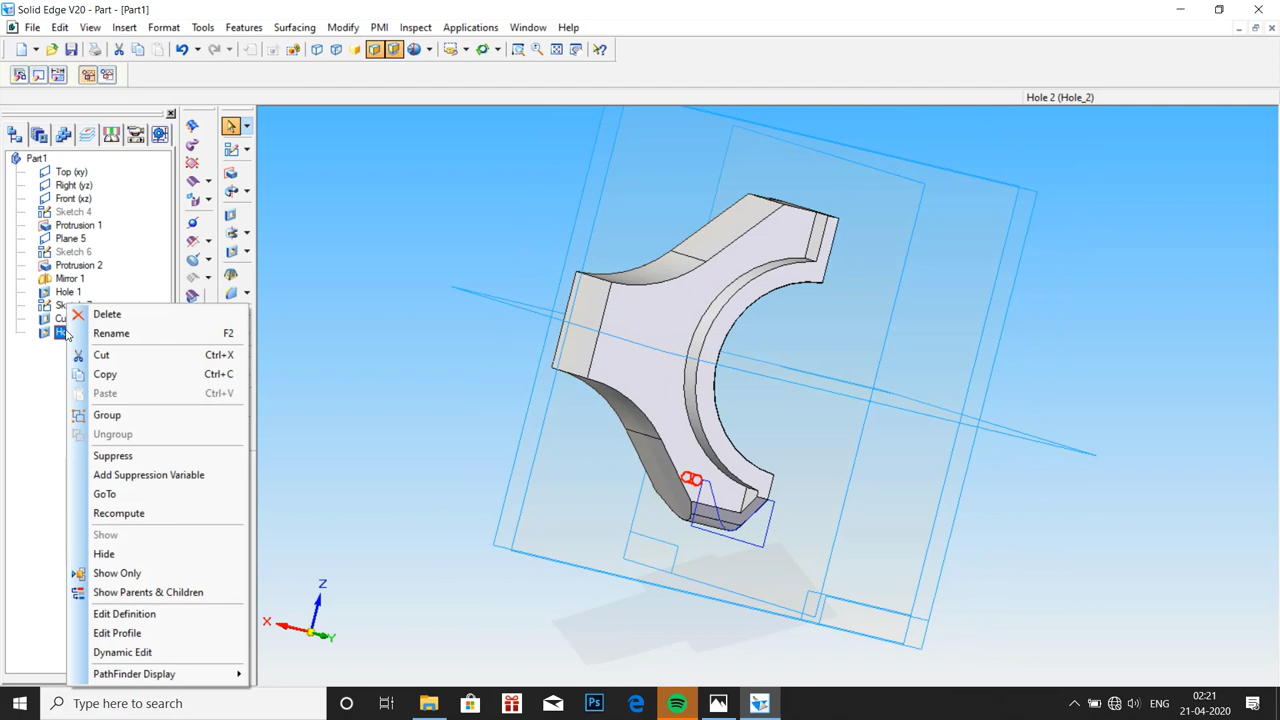 Solid Edge V20 - Part - [Part1]
File Edit View Insert Format Tools Features Surfacing Modify PMI Inspect Applications Window Help
Hole 2 (Hole_2)
Part1
Top (xy)
Right (yz)
Front (xz)
Sketch 4
Protrusion 1
Plane 5
Sketch 6
Protrusion 2
Mirror 1
Hole 1
Delete
Rename F2
Cut Ctrl+X
Copy Ctrl+C
Paste Ctrl+V
Group
Ungroup
Suppress
Add Suppression Variable
GoTo
Recompute
Show
Hide
Show Only
Show Parents & Children
Edit Definition
Edit Profile
Dynamic Edit
PathFinder Display
Z
X
Y
Type here to search
Ps
ENG
02:21
21-04-2020